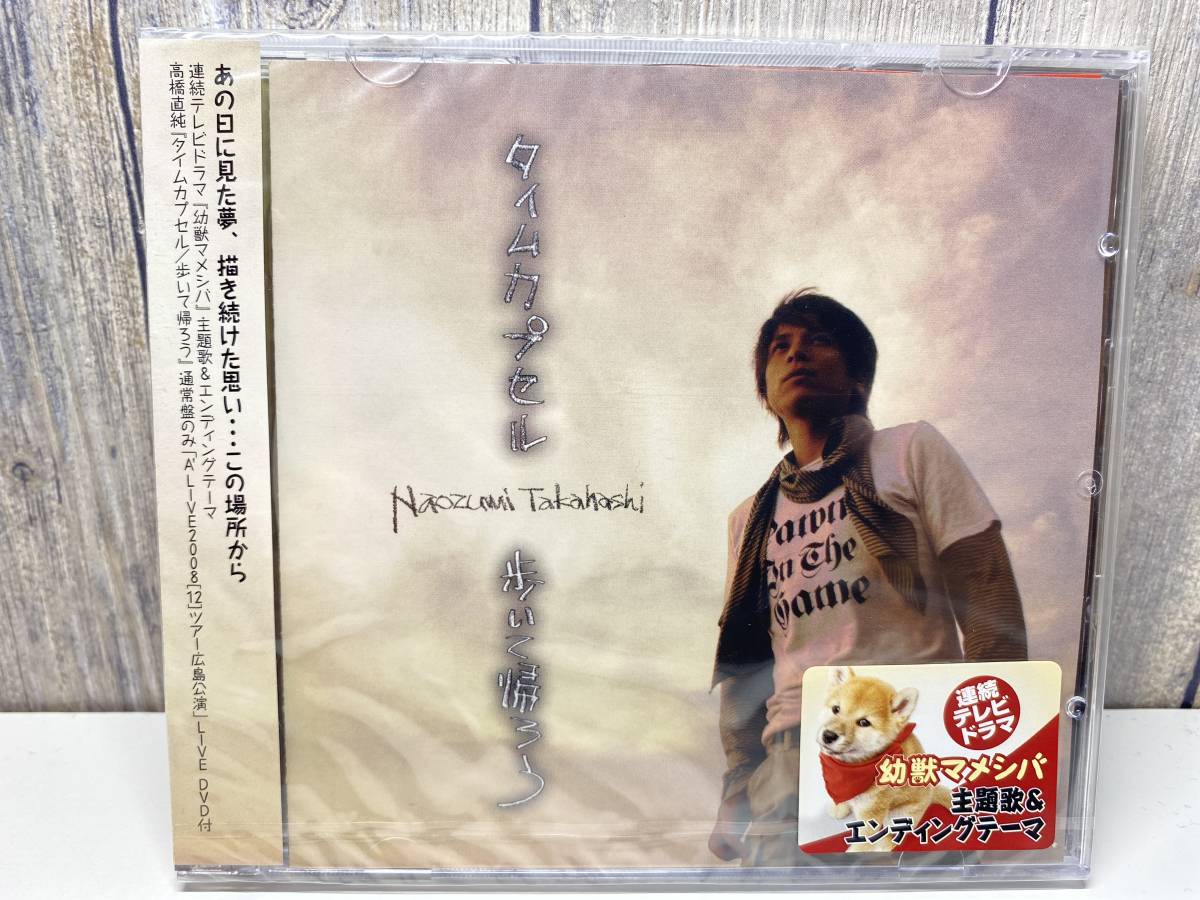 あの日に見た夢、描き続けた思い・・・この場所から
連続テレビドラマ『幼獣マメシバ』主題歌&エンディングテーマ
高橋直純『タイムカプセル/歩いて帰ろう』通常盤のみ「A'LIVE2008[12]ツアー広島公演」LIVE DVD付
タイムカプセル
Naozumi Takahashi
歩いて帰ろう
Pawn
In The
Game
連続
テレビ
ドラマ
幼獣マメシバ
主題歌&
エンディングテーマ